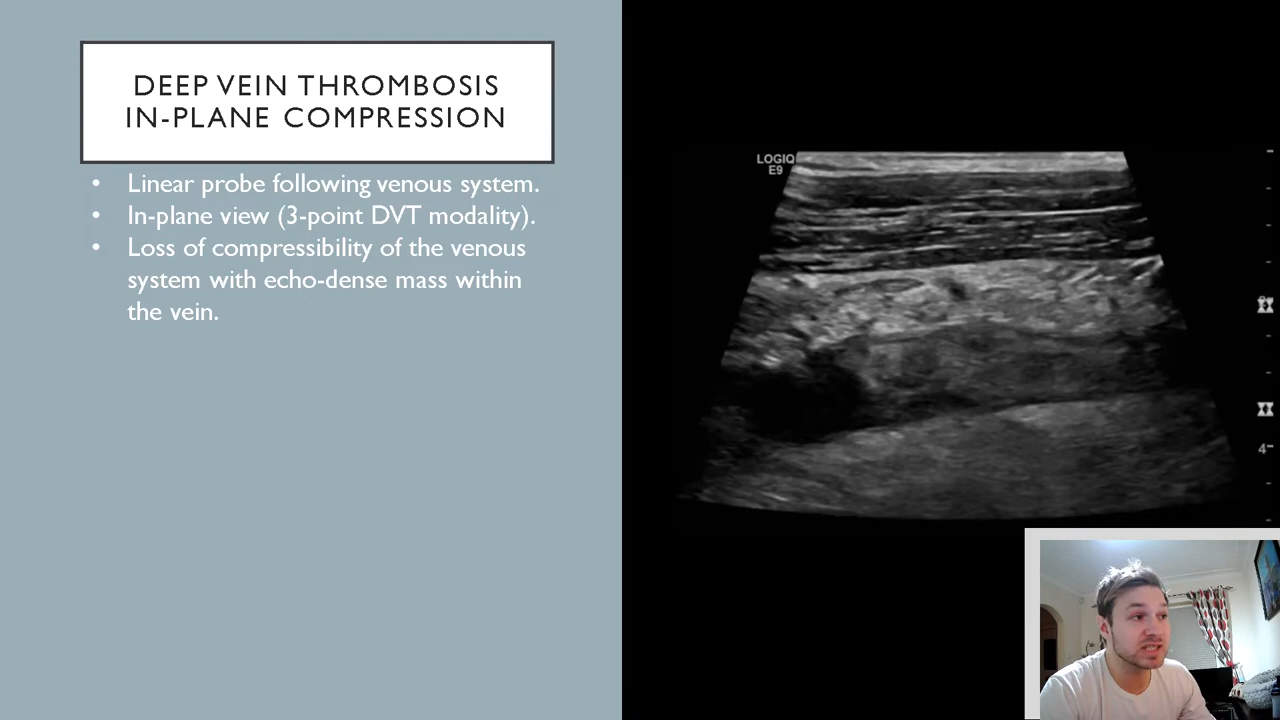 DEEP VEIN THROMBOSIS
IN-PLANE COMPRESSION
• Linear probe following venous system.
• In-plane view (3-point DVT modality).
• Loss of compressibility of the venous
system with echo-dense mass within
the vein.
LOGIQ
E9
4